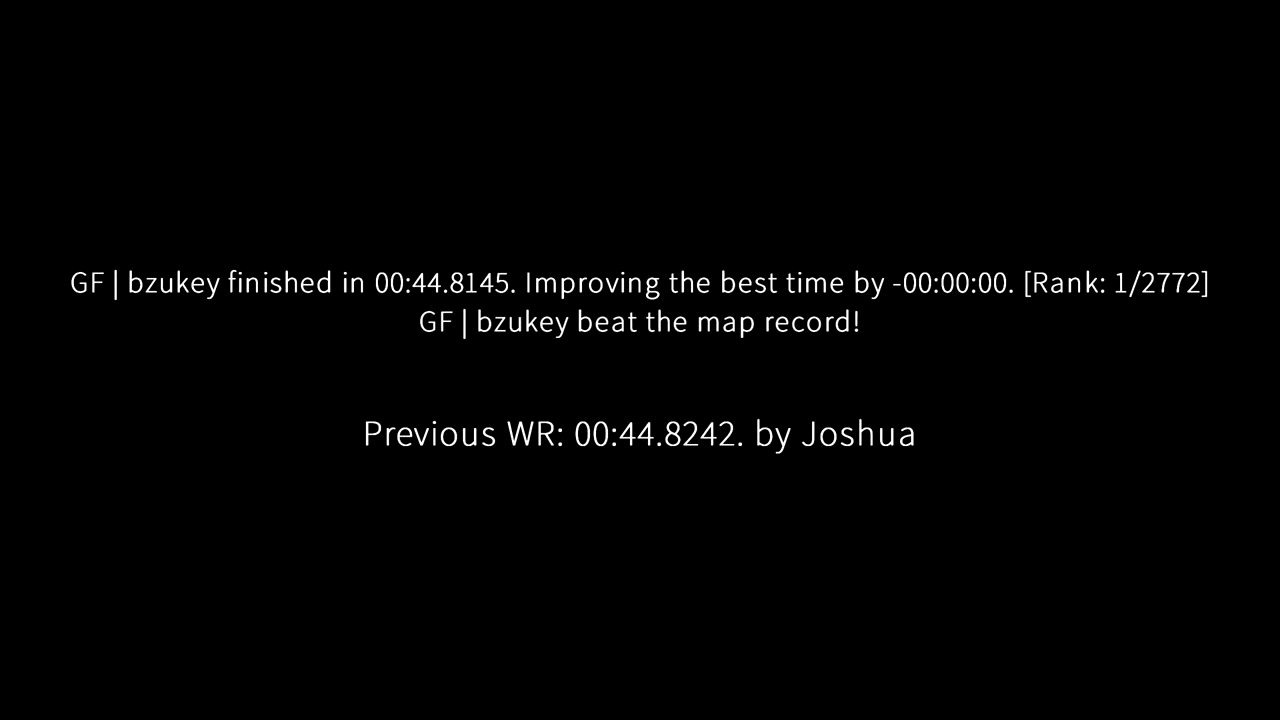 GF | bzukey finished in 00:44.8145. Improving the best time by -00:00:00. [Rank: 1/2772]
GF | bzukey beat the map record!
Previous WR: 00:44.8242. by Joshua